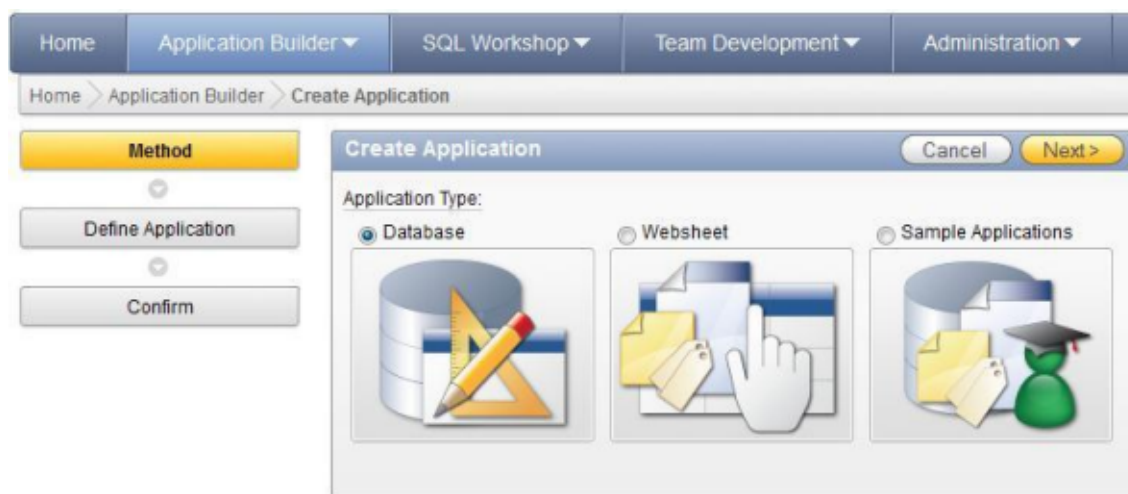 Home Application Builder SQL Workshop Team Development Administration
Home Application Builder Create Application
Method
Define Application
Confirm
Create Application Cancel Next >
Application Type:
Database Websheet Sample Applications